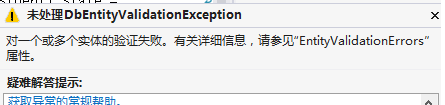 未处理DbEntityValidationException
对一个或多个实体的验证失败。有关详细信息，请参见“EntityValidationErrors”
属性。
疑难解答提示:
获取异常的常规帮助。